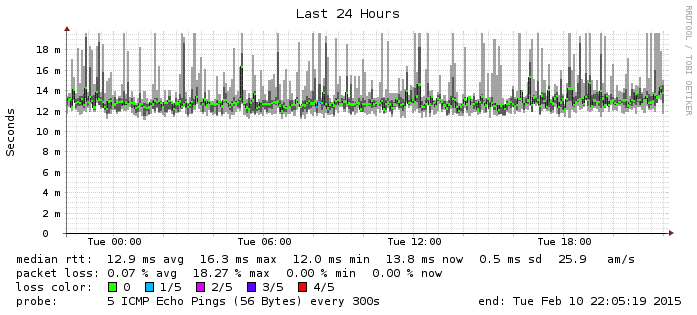 Last 24 Hours
RRDTOOL / TOBI OETIKER
Seconds
18 m
16 m
14 m
12 m
10 m
8 m
6 m
4 m
2 m
0
Tue 00:00 Tue 06:00 Tue 12:00 Tue 18:00
median rtt: 12.9 ms avg 16.3 ms max 12.0 ms min 13.8 ms now 0.5 ms sd 25.9 am/s
packet loss: 0.07 % avg 18.27 % max 0.00 % min 0.00 % now
loss color: 0 1/5 2/5 3/5 4/5
probe: 5 ICMP Echo Pings (56 Bytes) every 300s end: Tue Feb 10 22:05:19 2015